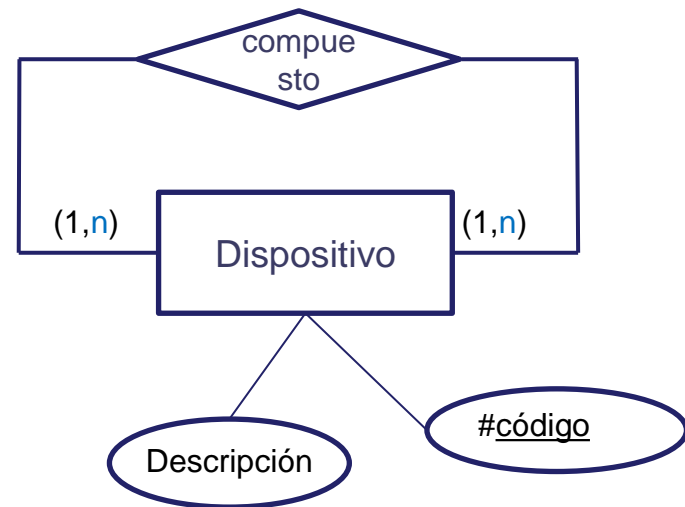 compue
sto
(1,n)
(1,n)
Dispositivo
#código
Descripción